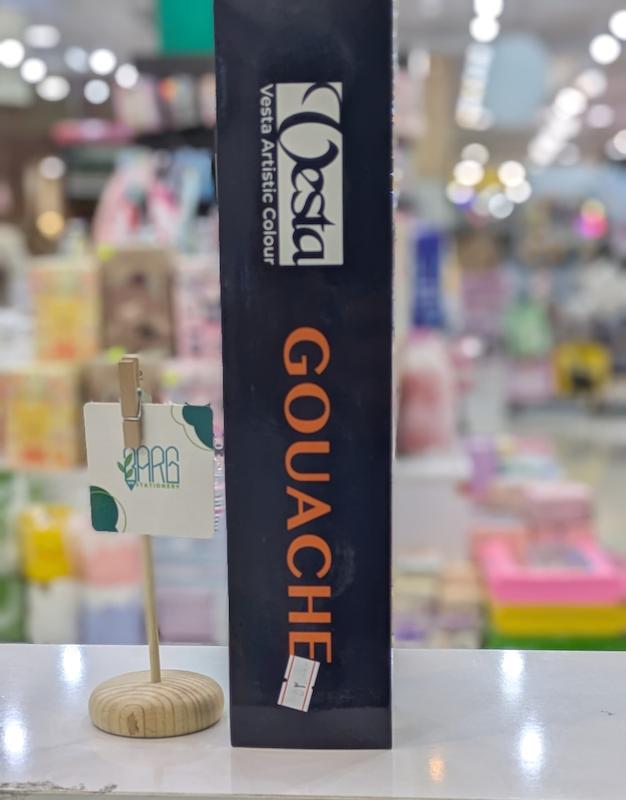 Vesta
Vesta Artistic Colour
GOUACHE
BARG
STATIONERY